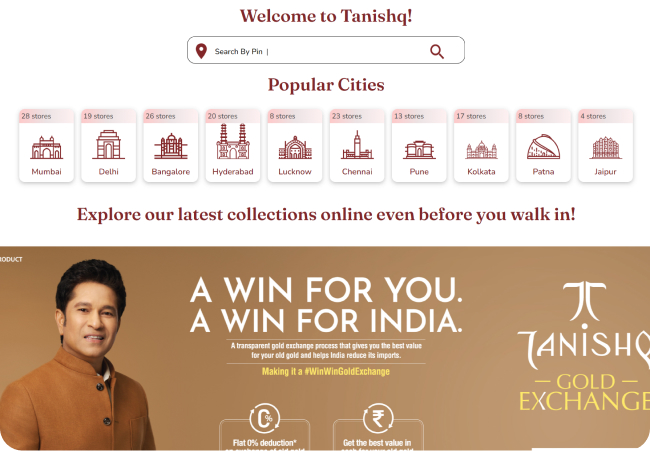 Welcome to Tanishq!
Search By Pin |
Popular Cities
28 stores
Mumbai
19 stores
Delhi
26 stores
Bangalore
20 stores
Hyderabad
8 stores
Lucknow
23 stores
Chennai
13 stores
Pune
17 stores
Kolkata
8 stores
Patna
4 stores
Jaipur
Explore our latest collections online even before you walk in!
A WIN FOR YOU.
A WIN FOR INDIA.
A transparent gold exchange process that gives you the best value
for your old gold and helps India reduce its imports.
Making it a #WinWinGoldExchange
0%
Flat 0% deduction*
₹
Get the best value in
TANISHQ
GOLD
EXCHANGE